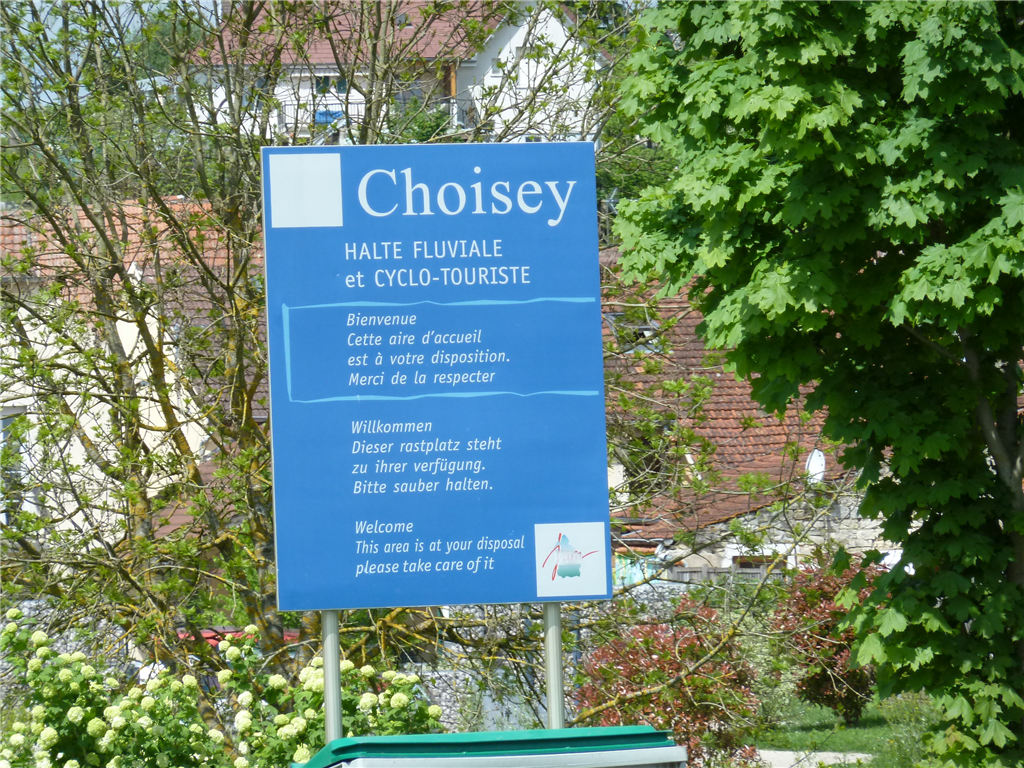 Choisey
HALTE FLUVIALE
et CYCLO-TOURISTE
Bienvenue
Cette aire d'accueil
est à votre disposition.
Merci de la respecter
Willkommen
Dieser rastplatz steht
zu ihrer verfügung.
Bitte sauber halten.
Welcome
This area is at your disposal
please take care of it